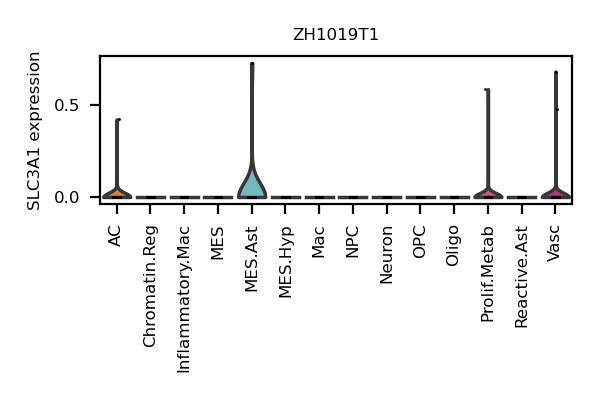 ZH1019T1
SLC3A1 expression
0.5
0.0
AC
Chromatin.Reg
Inflammatory.Mac
MES
MES.Ast
MES.Hyp
Mac
NPC
Neuron
OPC
Oligo
Prolif.Metab
Reactive.Ast
Vasc